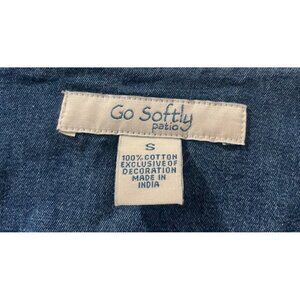 Go Softly
patio
S
100% COTTON
EXCLUSIVE OF
DECORATION
MADE IN
INDIA